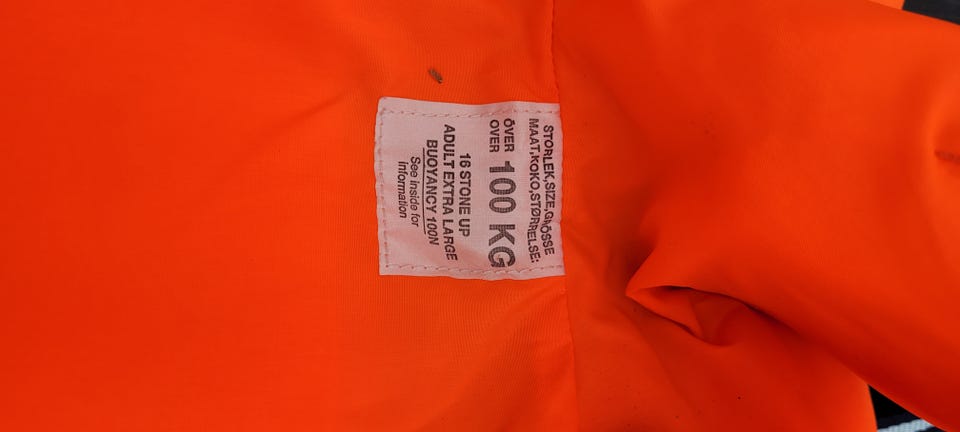 STORLEK,SIZE,GRÖSSE
MAAT,KOKO,STØRRELSE:
ÖVER
OVER 100 KG
16 STONE UP
ADULT EXTRA LARGE
BUOYANCY 100N
See inside for
information